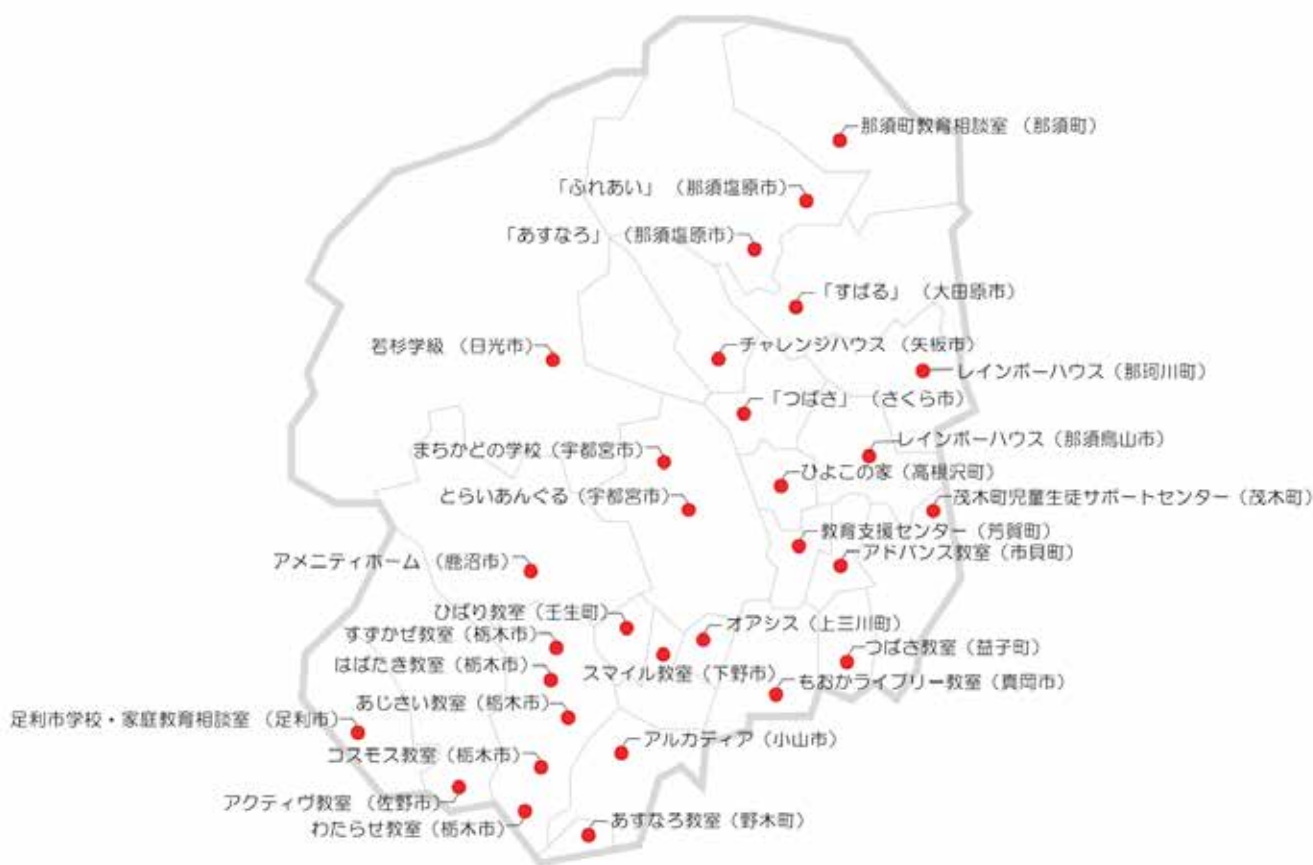 那須町教育相談室 （那須町）
「ふれあい」 （那須塩原市）
「あすなろ」 （那須塩原市）
「すばる」 （大田原市）
若杉学級 （日光市）
チャレンジハウス （矢板市）
レインボーハウス（那珂川町）
「つばさ」 （さくら市）
レインボーハウス（那須烏山市）
まちかどの学校（宇都宮市）
ひよこの家（高根沢町）
とらいあんぐる（宇都宮市）
茂木町児童生徒サポートセンター（茂木町）
教育支援センター（芳賀町）
アドバンス教室（市貝町）
アメニティホーム （鹿沼市）
ひばり教室（壬生町）
オアシス（上三川町）
すずかぜ教室（栃木市）
つばさ教室（益子町）
はばたき教室（栃木市）
スマイル教室（下野市）
もおかライブリー教室（真岡市）
あじさい教室（栃木市）
足利市学校・家庭教育相談室 （足利市）
アルカディア（小山市）
コスモス教室（栃木市）
アクティヴ教室 （佐野市）
わたらせ教室（栃木市）
あすなろ教室（野木町）